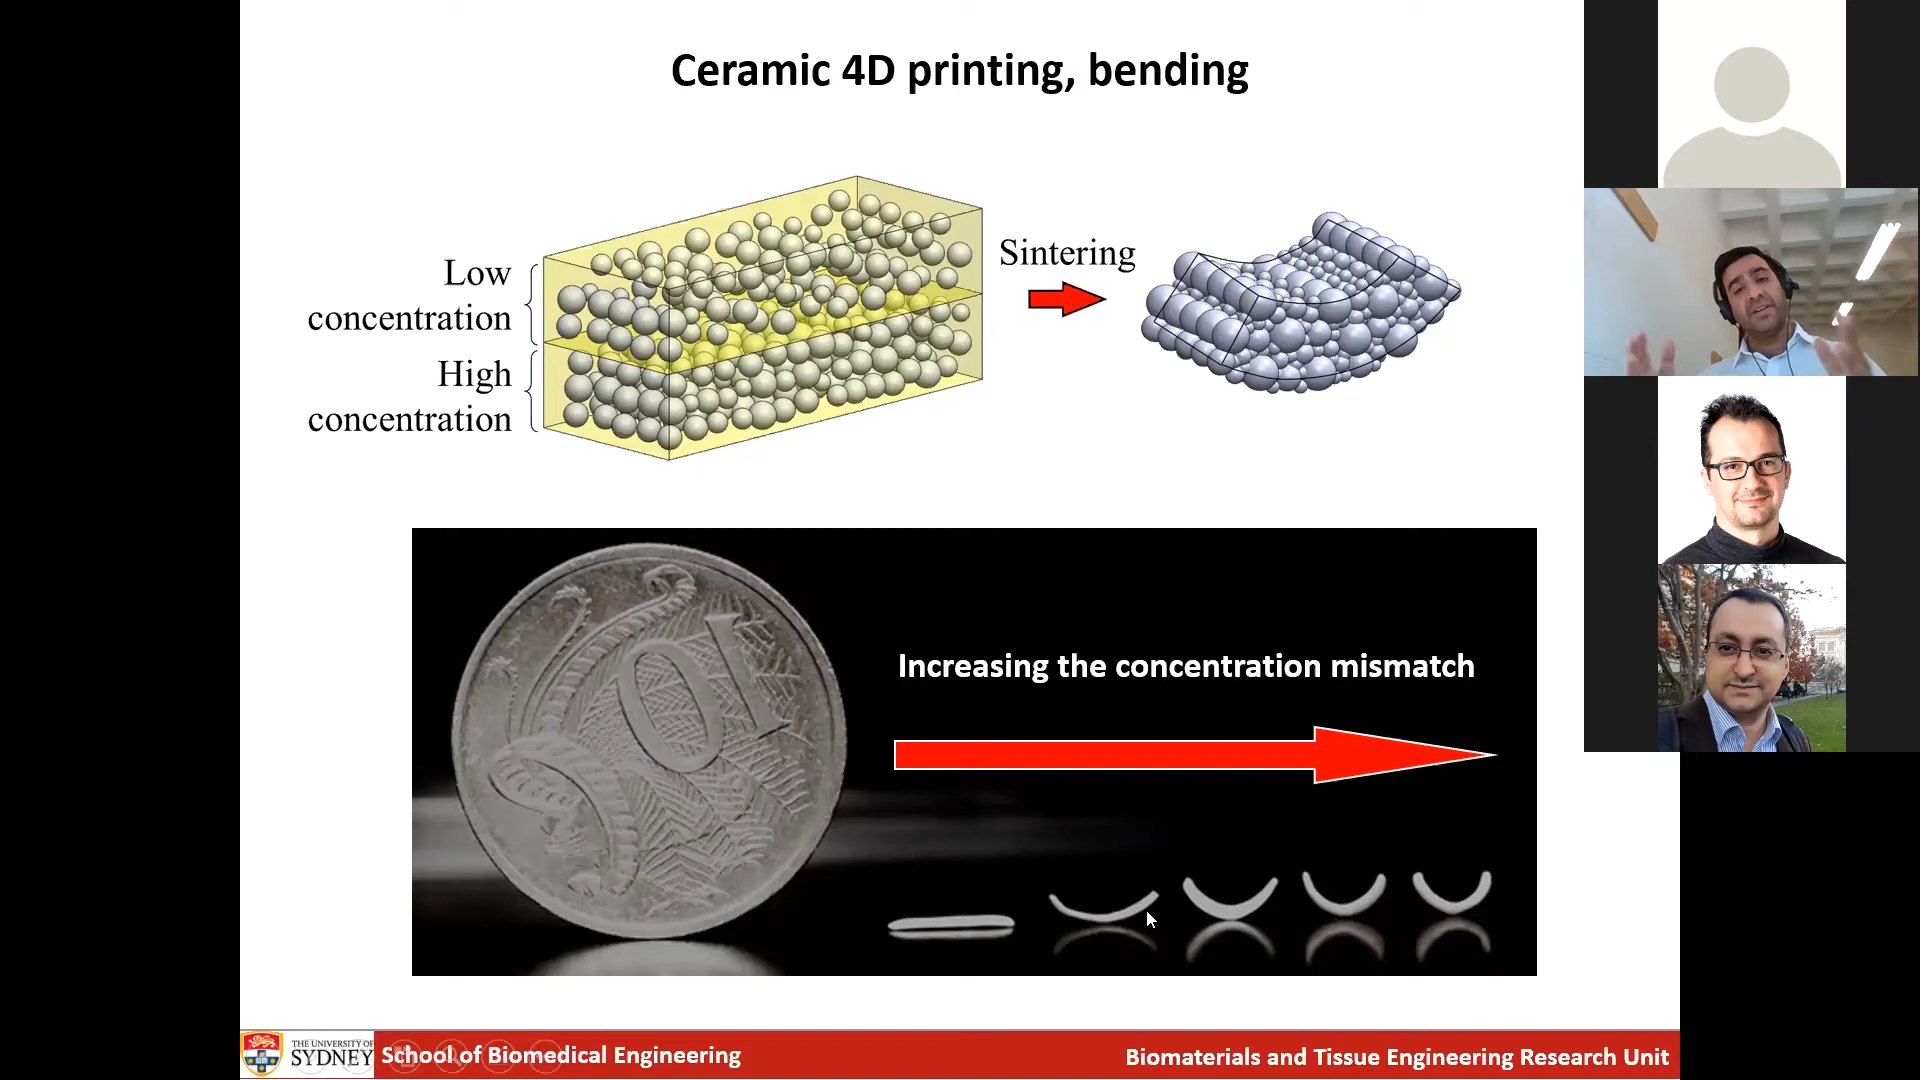 Ceramic 4D printing, bending
Low
concentration
High
concentration
Sintering
10
Increasing the concentration mismatch
THE UNIVERSITY OF
SYDNEY
School of Biomedical Engineering
Biomaterials and Tissue Engineering Research Unit